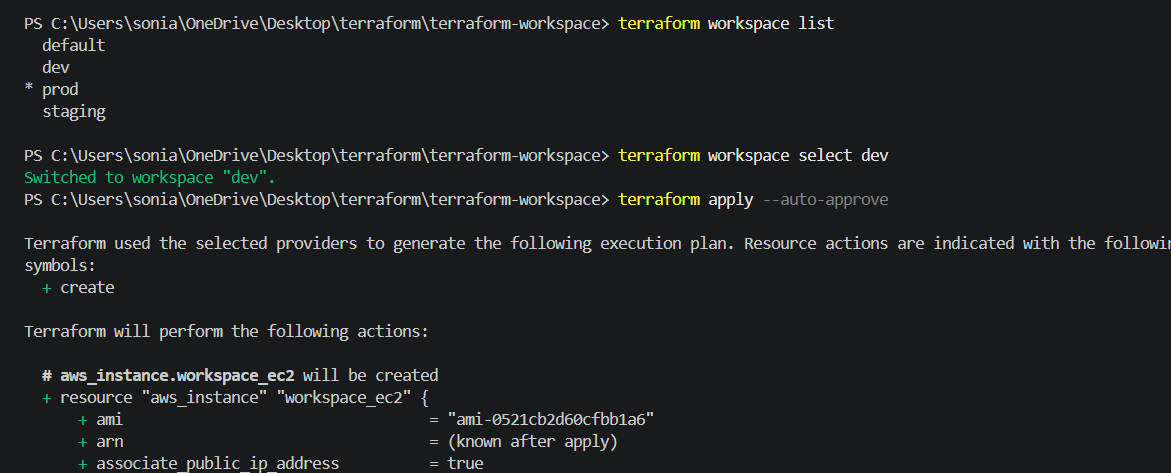 PS C:\Users\sonia\OneDrive\Desktop\terraform\terraform-workspace> terraform workspace list
default
dev
* prod
staging
PS C:\Users\sonia\OneDrive\Desktop\terraform\terraform-workspace> terraform workspace select dev
Switched to workspace "dev".
PS C:\Users\sonia\OneDrive\Desktop\terraform\terraform-workspace> terraform apply --auto-approve
Terraform used the selected providers to generate the following execution plan. Resource actions are indicated with the followin
symbols:
+ create
Terraform will perform the following actions:
# aws_instance.workspace_ec2 will be created
+ resource "aws_instance" "workspace_ec2" {
+ ami = "ami-0521cb2d60cfbb1a6"
+ arn = (known after apply)
+ associate_public_ip_address = true